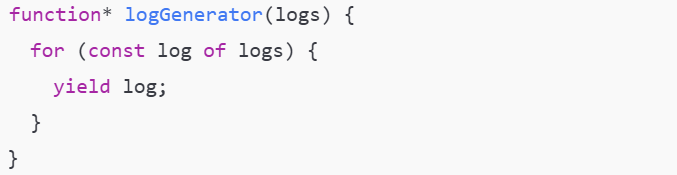 function* logGenerator(logs) {
  for (const log of logs) {
    yield log;
  }
}